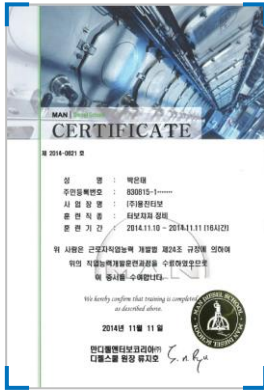 MAN
CERTIFICATE
제 2014-0821 호
성 명 : 박은태
주민등록번호 : 830815-1*******
사 업 장 명 : (주)용진터보
훈 련 직 종 : 터보차져 정비
훈 련 기 간 : 2014.11.10 - 2014.11.11 (16시간)
위 사람은 근로자직업능력 개발법 제24조 규정에 의하여
위의 직업능력개발훈련과정을 수료하였으므로
이 증서를 수여합니다.
We hereby confirm that training is completed
as described above.
2014년 11월 11일
만디젤앤터보코리아㈜
디젤스쿨 원장 류지호
MAN DIESEL SCHOOL